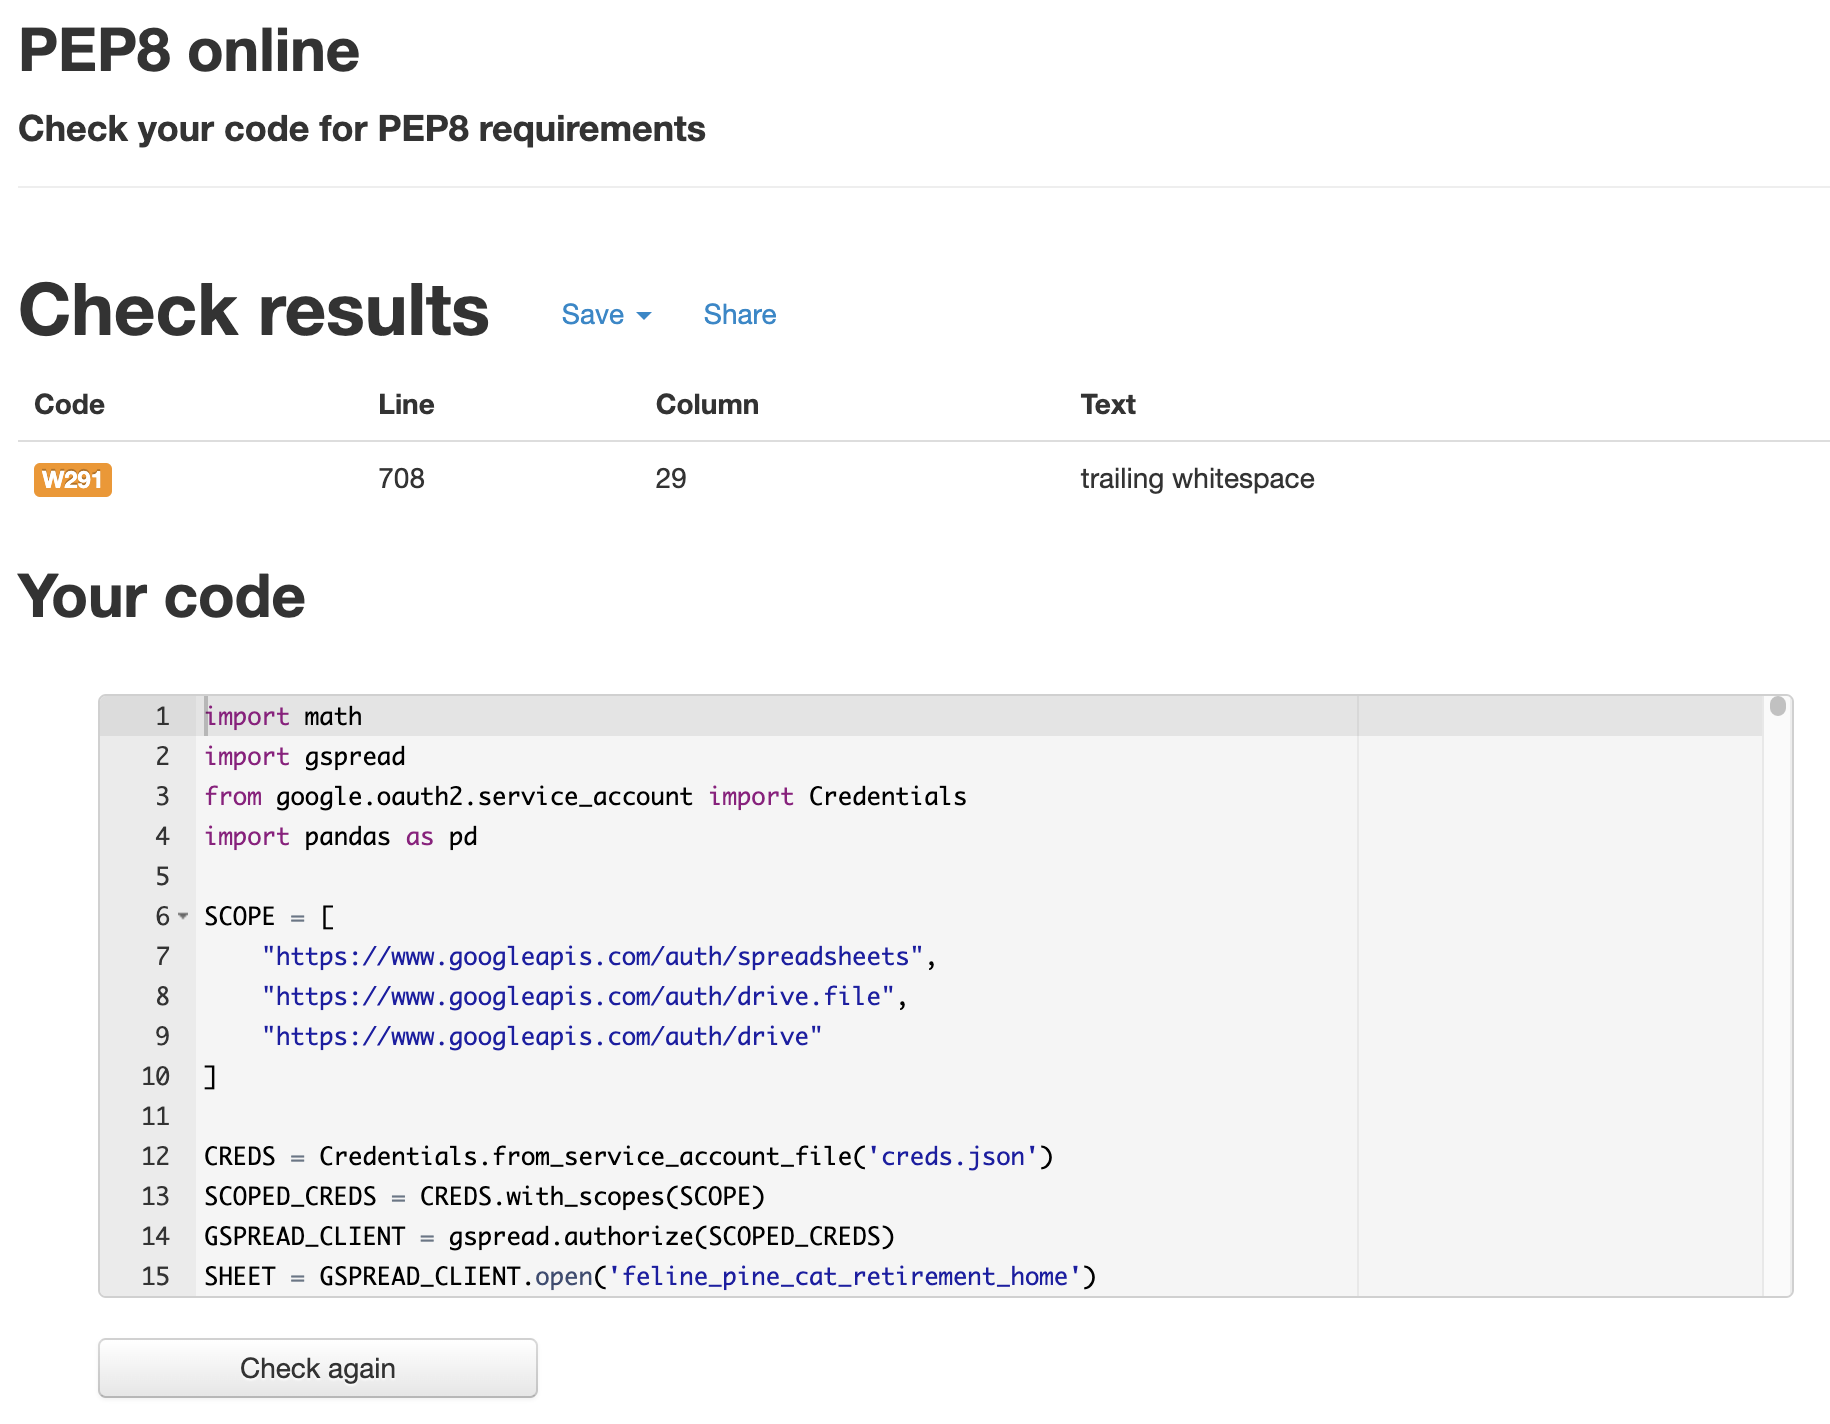 PEP8 online
Check your code for PEP8 requirements
Check results Save Share
Code Line Column Text
W291 708 29 trailing whitespace
Your code
1 import math
2 import gspread
3 from google.oauth2.service_account import Credentials
4 import pandas as pd
5
6 SCOPE = [
7     "https://www.googleapis.com/auth/spreadsheets",
8     "https://www.googleapis.com/auth/drive.file",
9     "https://www.googleapis.com/auth/drive"
10 ]
11
12 CREDS = Credentials.from_service_account_file('creds.json')
13 SCOPED_CREDS = CREDS.with_scopes(SCOPE)
14 GSPREAD_CLIENT = gspread.authorize(SCOPED_CREDS)
15 SHEET = GSPREAD_CLIENT.open('feline_pine_cat_retirement_home')
Check again